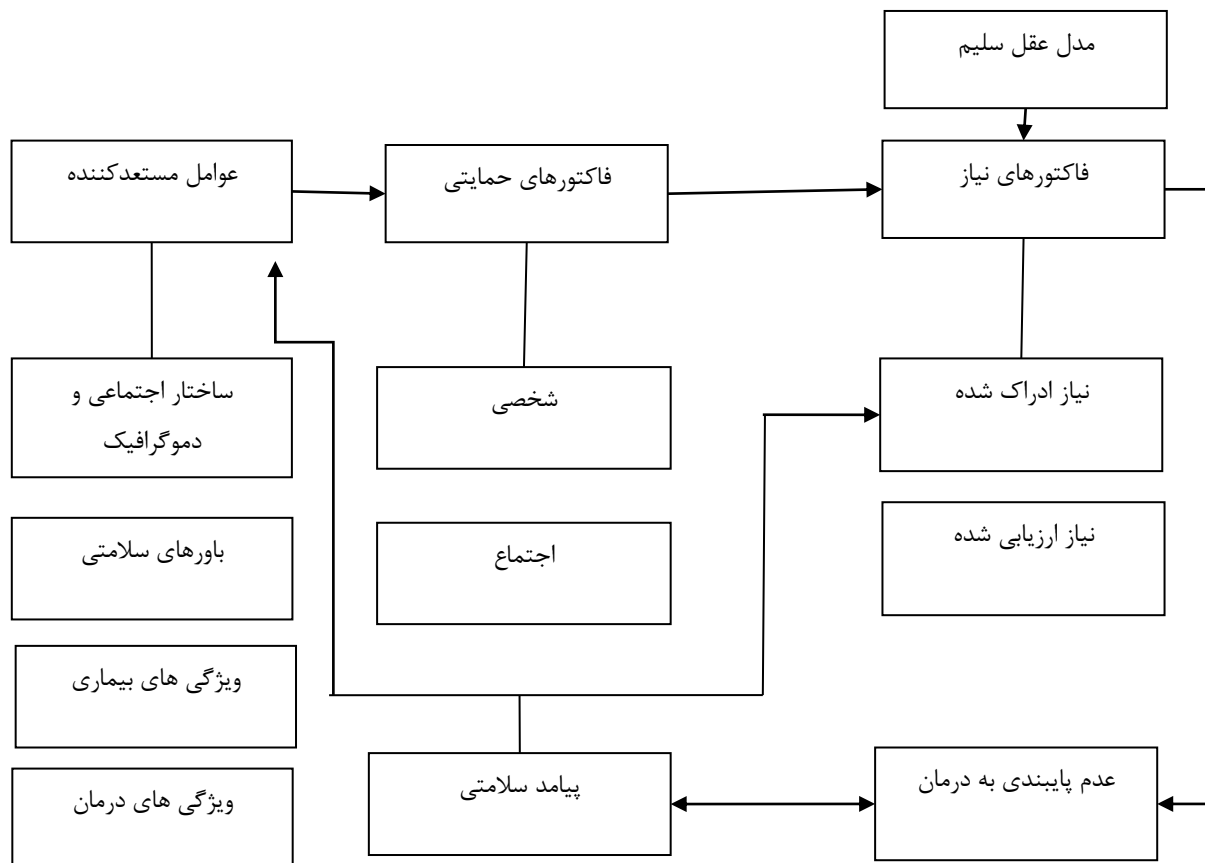 مدل عقل سلیم
عوامل مستعدکننده
فاکتورهای حمایتی
فاکتورهای نیاز
ساختار اجتماعی و
دموگرافیک
شخصی
نیاز ادراک شده
باورهای سلامتی
اجتماع
نیاز ارزیابی شده
ویژگی های بیماری
ویژگی های درمان
پیامد سلامتی
عدم پایبندی به درمان